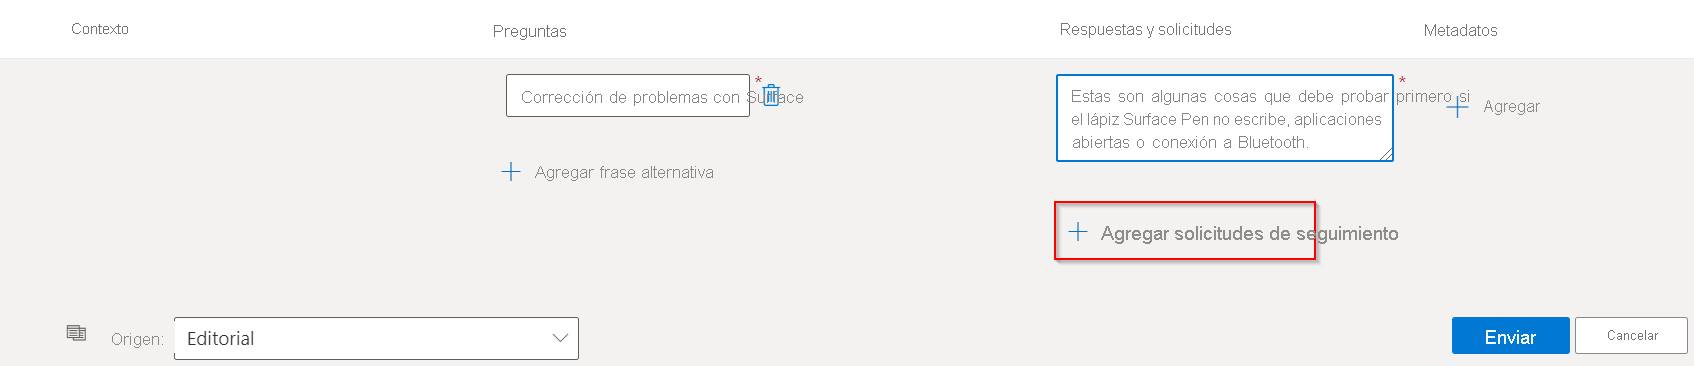 Contexto
Preguntas
Respuestas y solicitudes
Metadatos
Corrección de problemas con Surface
*
Estas son algunas cosas que debe probar primero si
el lápiz Surface Pen no escribe, aplicaciones
abiertas o conexión a Bluetooth.
*
Agregar
Agregar frase alternativa
Agregar solicitudes de seguimiento
Origen:
Editorial
Enviar
Cancelar